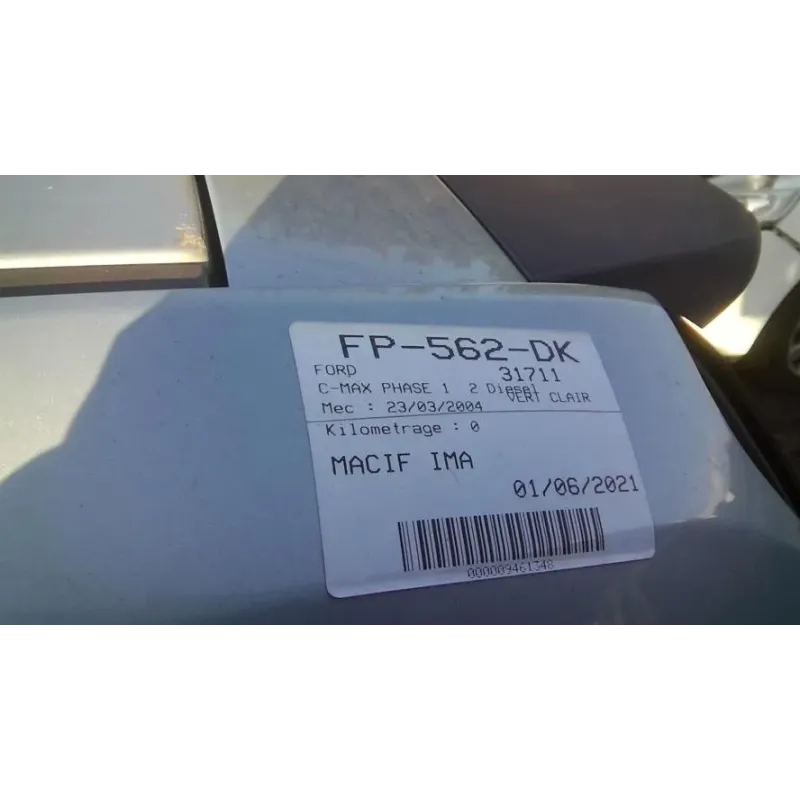 FP-562-DK
FORD 31711
C-MAX PHASE 1 2 Diesel
VERT CLAIR
Mec : 23/03/2004
Kilometrage : 0
MACIF IMA
01/06/2021
000009461348